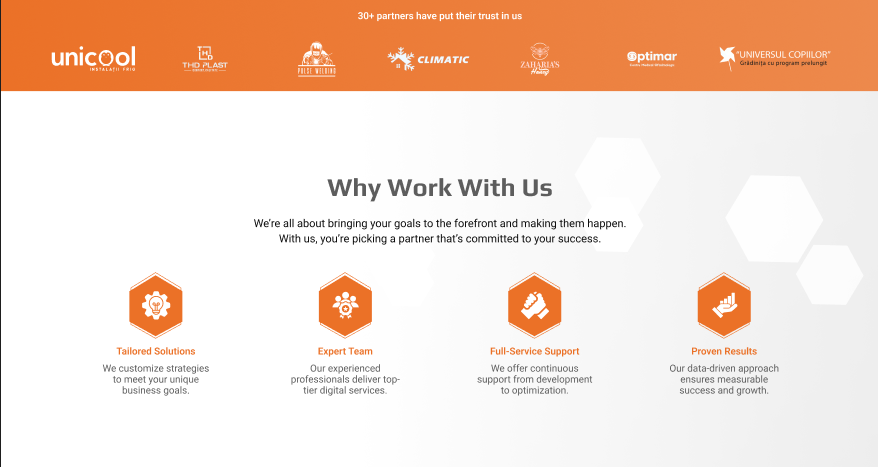 30+ partners have put their trust in us
unicool
INSTALAȚII FRIG
THD PLAST
PULSE WIEDING
CLIMATIC
ZAHARIA'S
Honey
Optimar
"UNIVERSUL COPIILOR"
Grădinița cu program prelungit
Why Work With Us
We're all about bringing your goals to the forefront and making them happen.
With us, you're picking a partner that's committed to your success.
Tailored Solutions
We customize strategies
to meet your unique
business goals.
Expert Team
Our experienced
professionals deliver top-
tier digital services.
Full-Service Support
We offer continuous
support from development
to optimization.
Proven Results
Our data-driven approach
ensures measurable
success and growth.